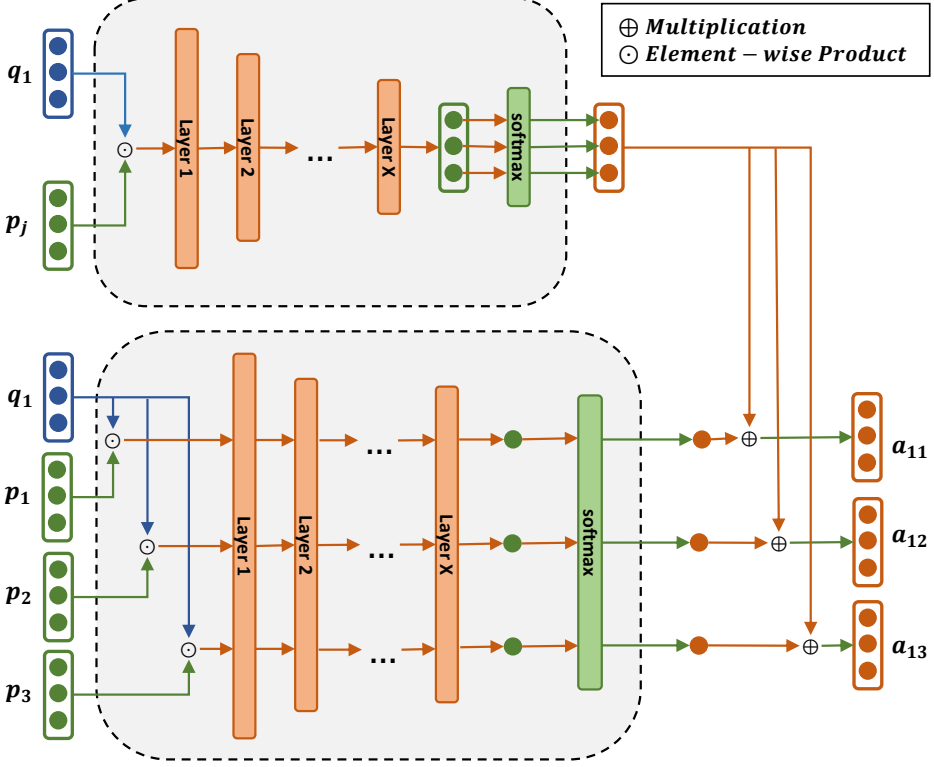 ⊕ Multiplication
⊙ Element − wise Product
q₁
pⱼ
⊙
Layer 1
Layer 2
...
Layer X
softmax
q₁
p₁
p₂
p₃
⊙
⊙
⊙
Layer 1
Layer 2
...
...
...
Layer X
softmax
⊕
⊕
⊕
a₁₁
a₁₂
a₁₃